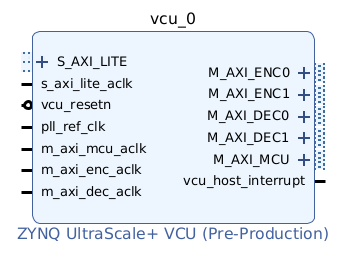 vcu_0
S_AXI_LITE
s_axi_lite_aclk
vcu_resetn
pll_ref_clk
m_axi_mcu_aclk
m_axi_enc_aclk
m_axi_dec_aclk
M_AXI_ENC0
M_AXI_ENC1
M_AXI_DEC0
M_AXI_DEC1
M_AXI_MCU
vcu_host_interrupt
ZYNQ UltraScale+ VCU (Pre-Production)